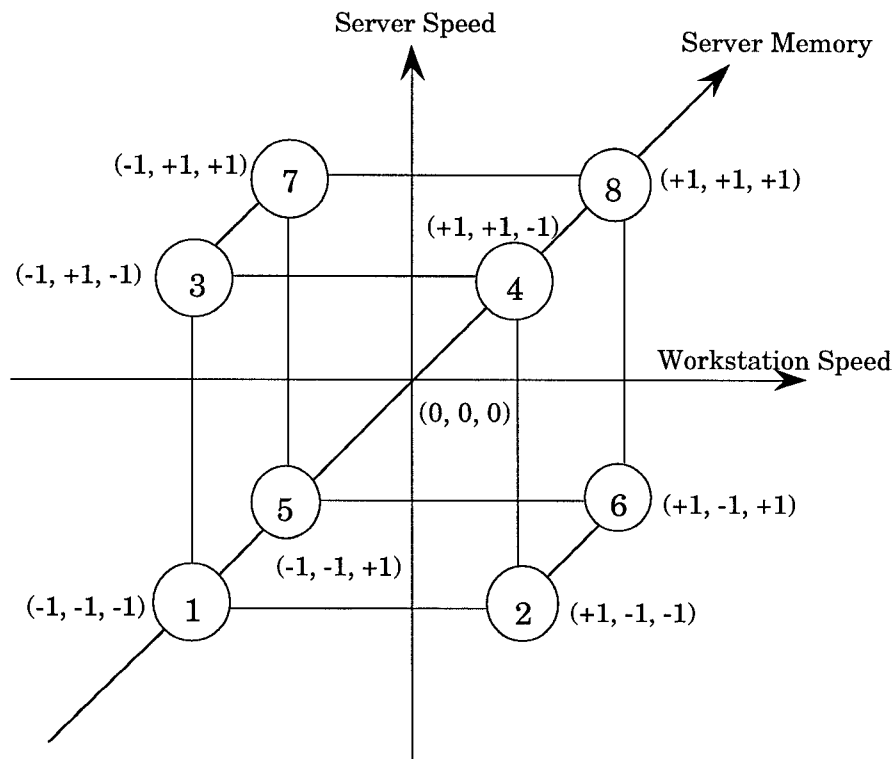 Server Speed
Server Memory
(-1, +1, +1)
7
8
(+1, +1, +1)
(+1, +1, -1)
(-1, +1, -1)
3
4
Workstation Speed
(0, 0, 0)
5
6
(+1, -1, +1)
(-1, -1, +1)
(-1, -1, -1)
1
2
(+1, -1, -1)